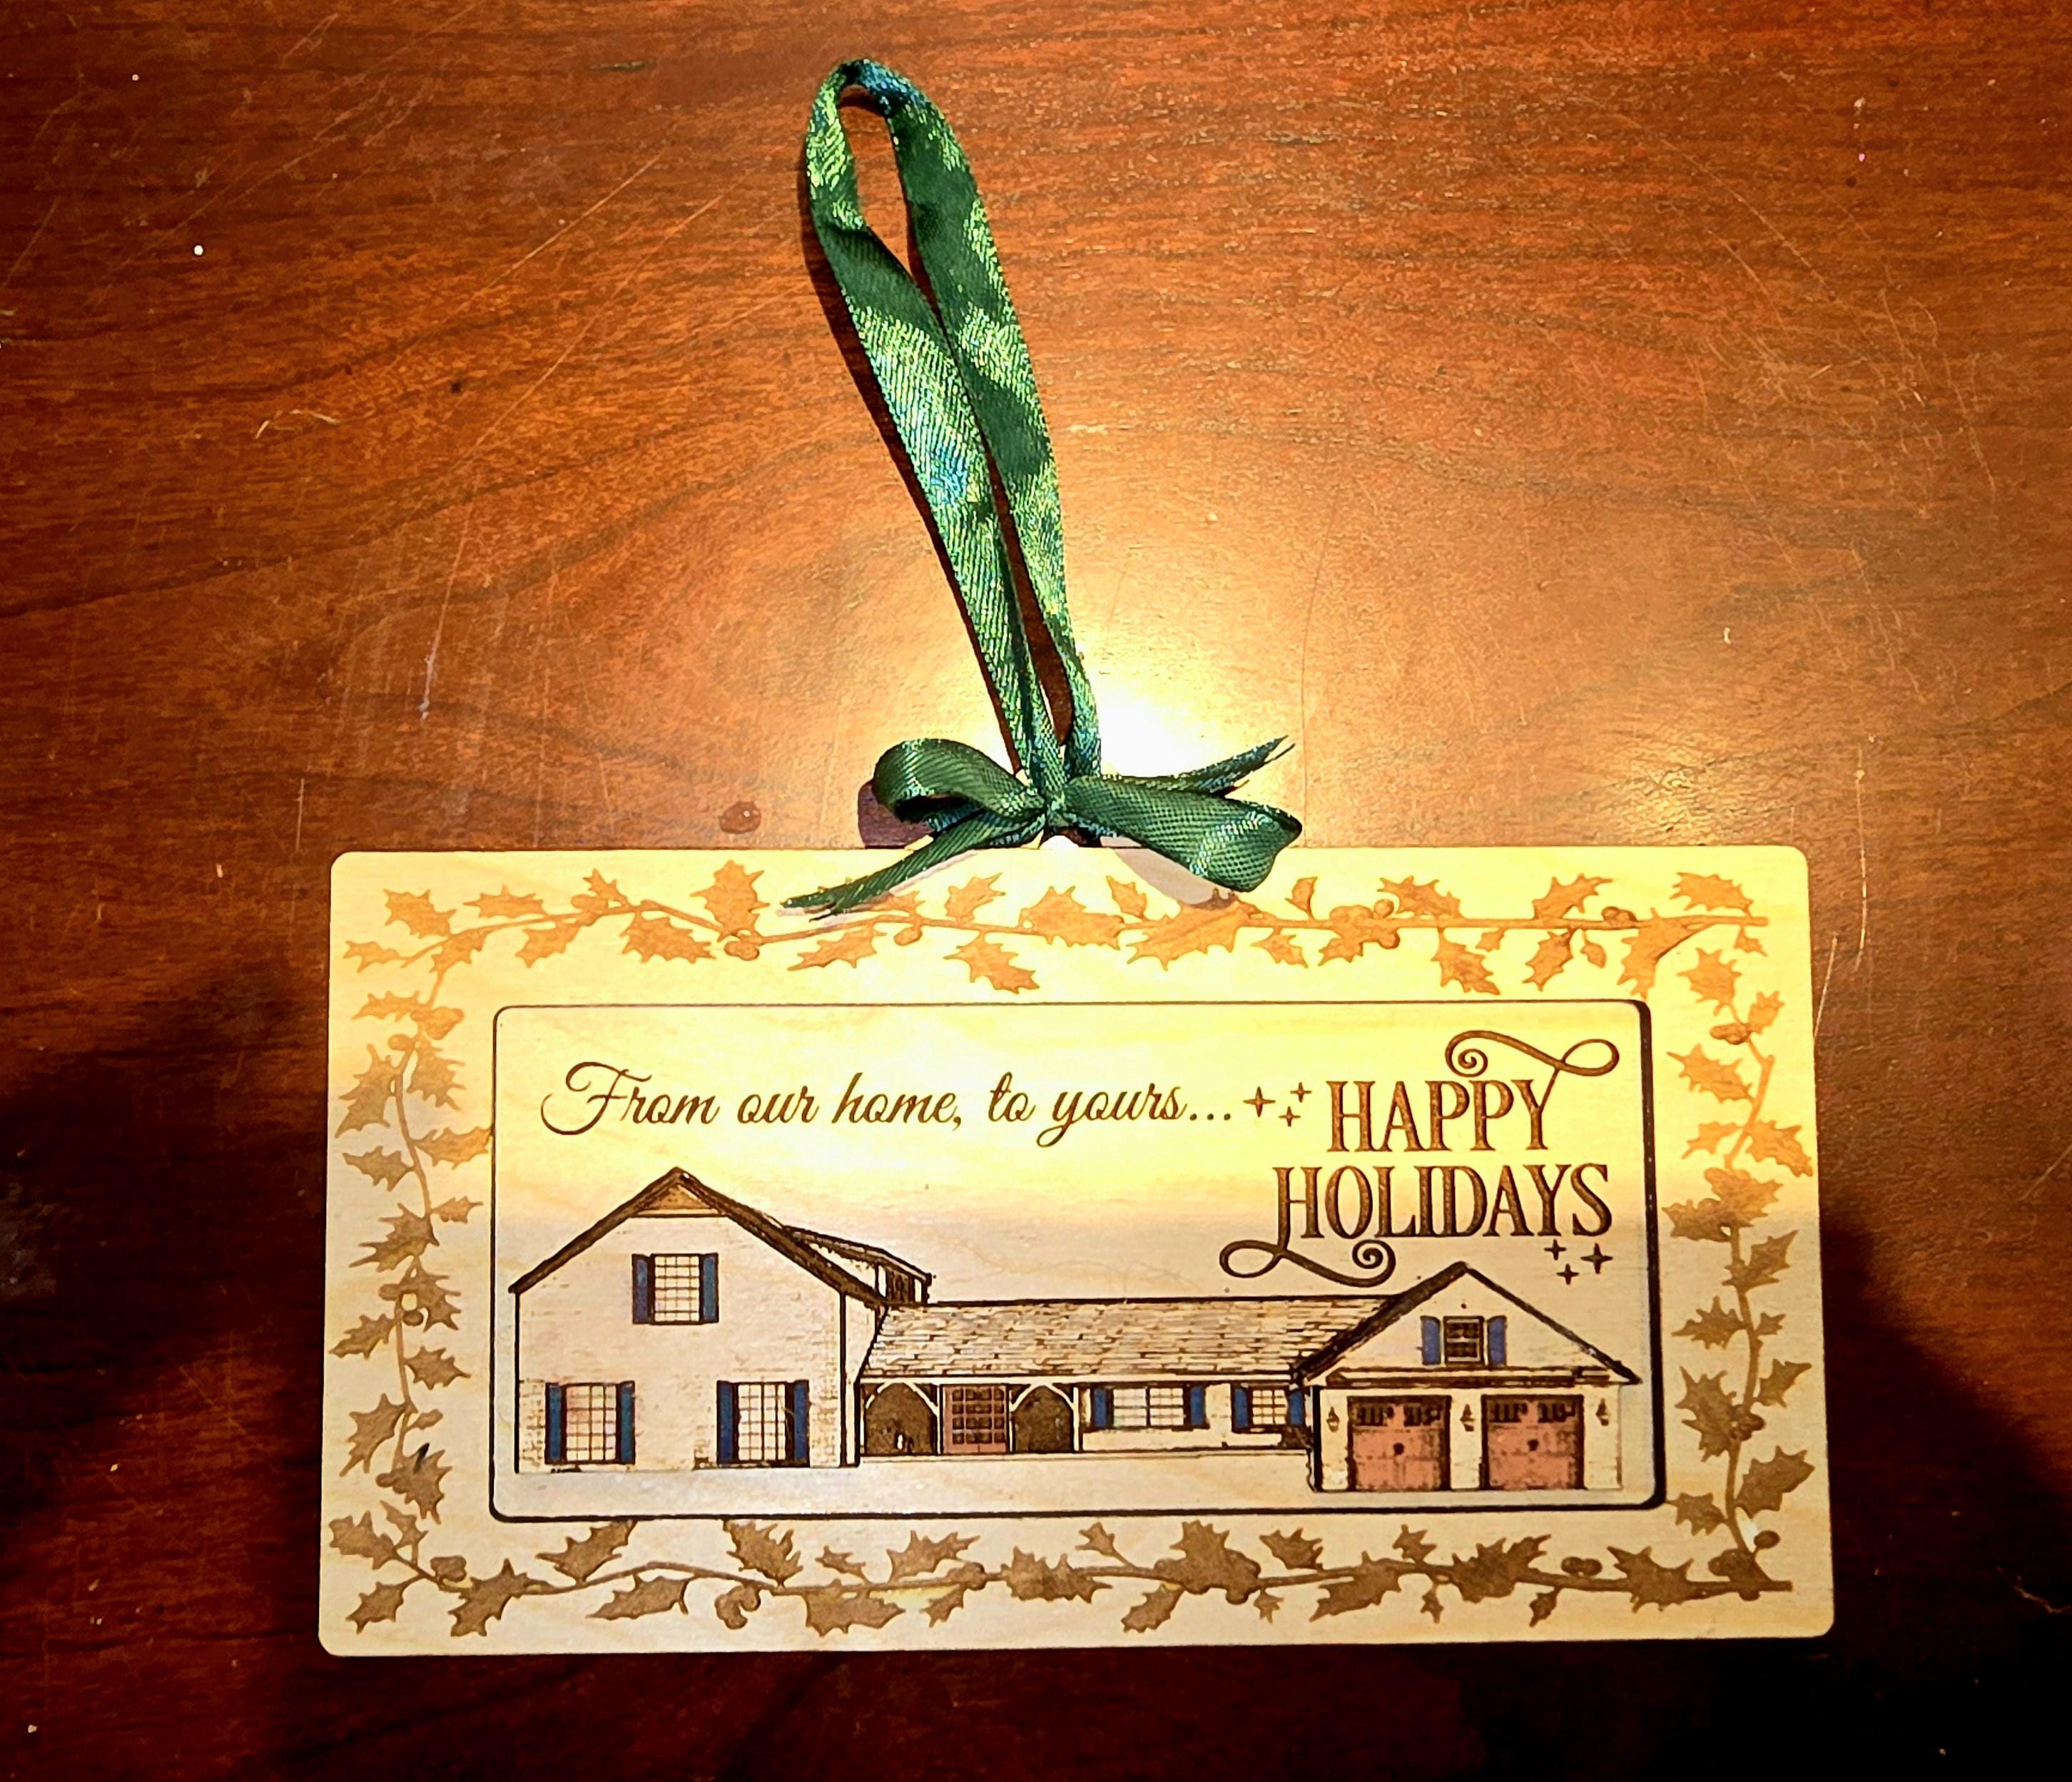 From our home, to yours...
HAPPY
HOLIDAYS